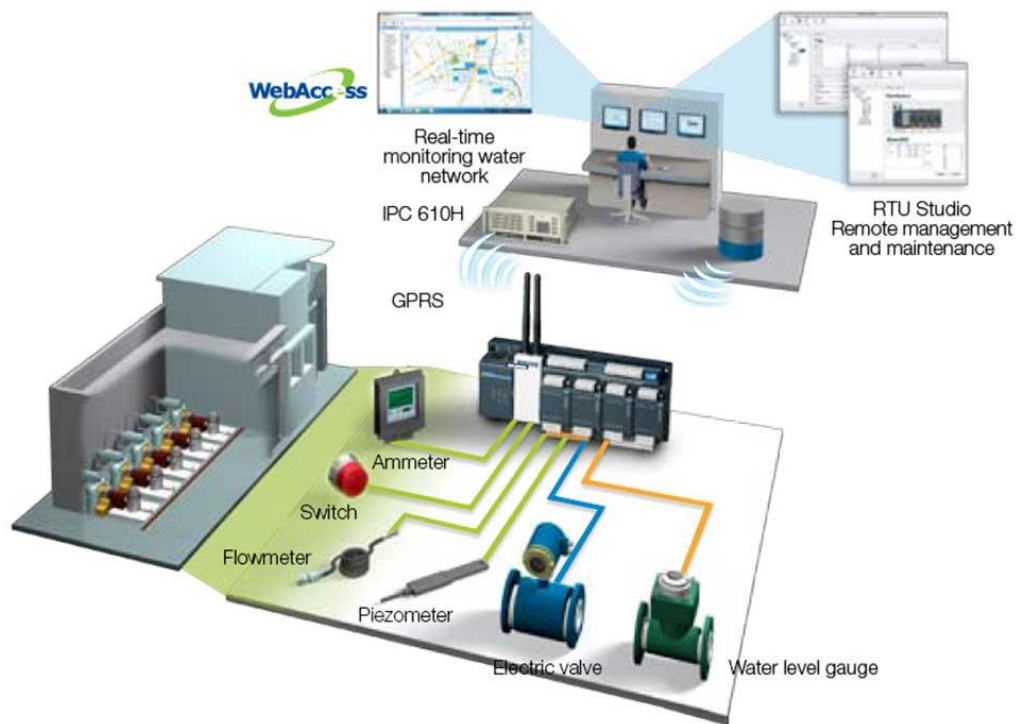 WebAccess
Real-time
monitoring water
network
IPC 610H
RTU Studio
Remote management
and maintenance
GPRS
Ammeter
Switch
Flowmeter
Piezometer
Electric valve
Water level gauge